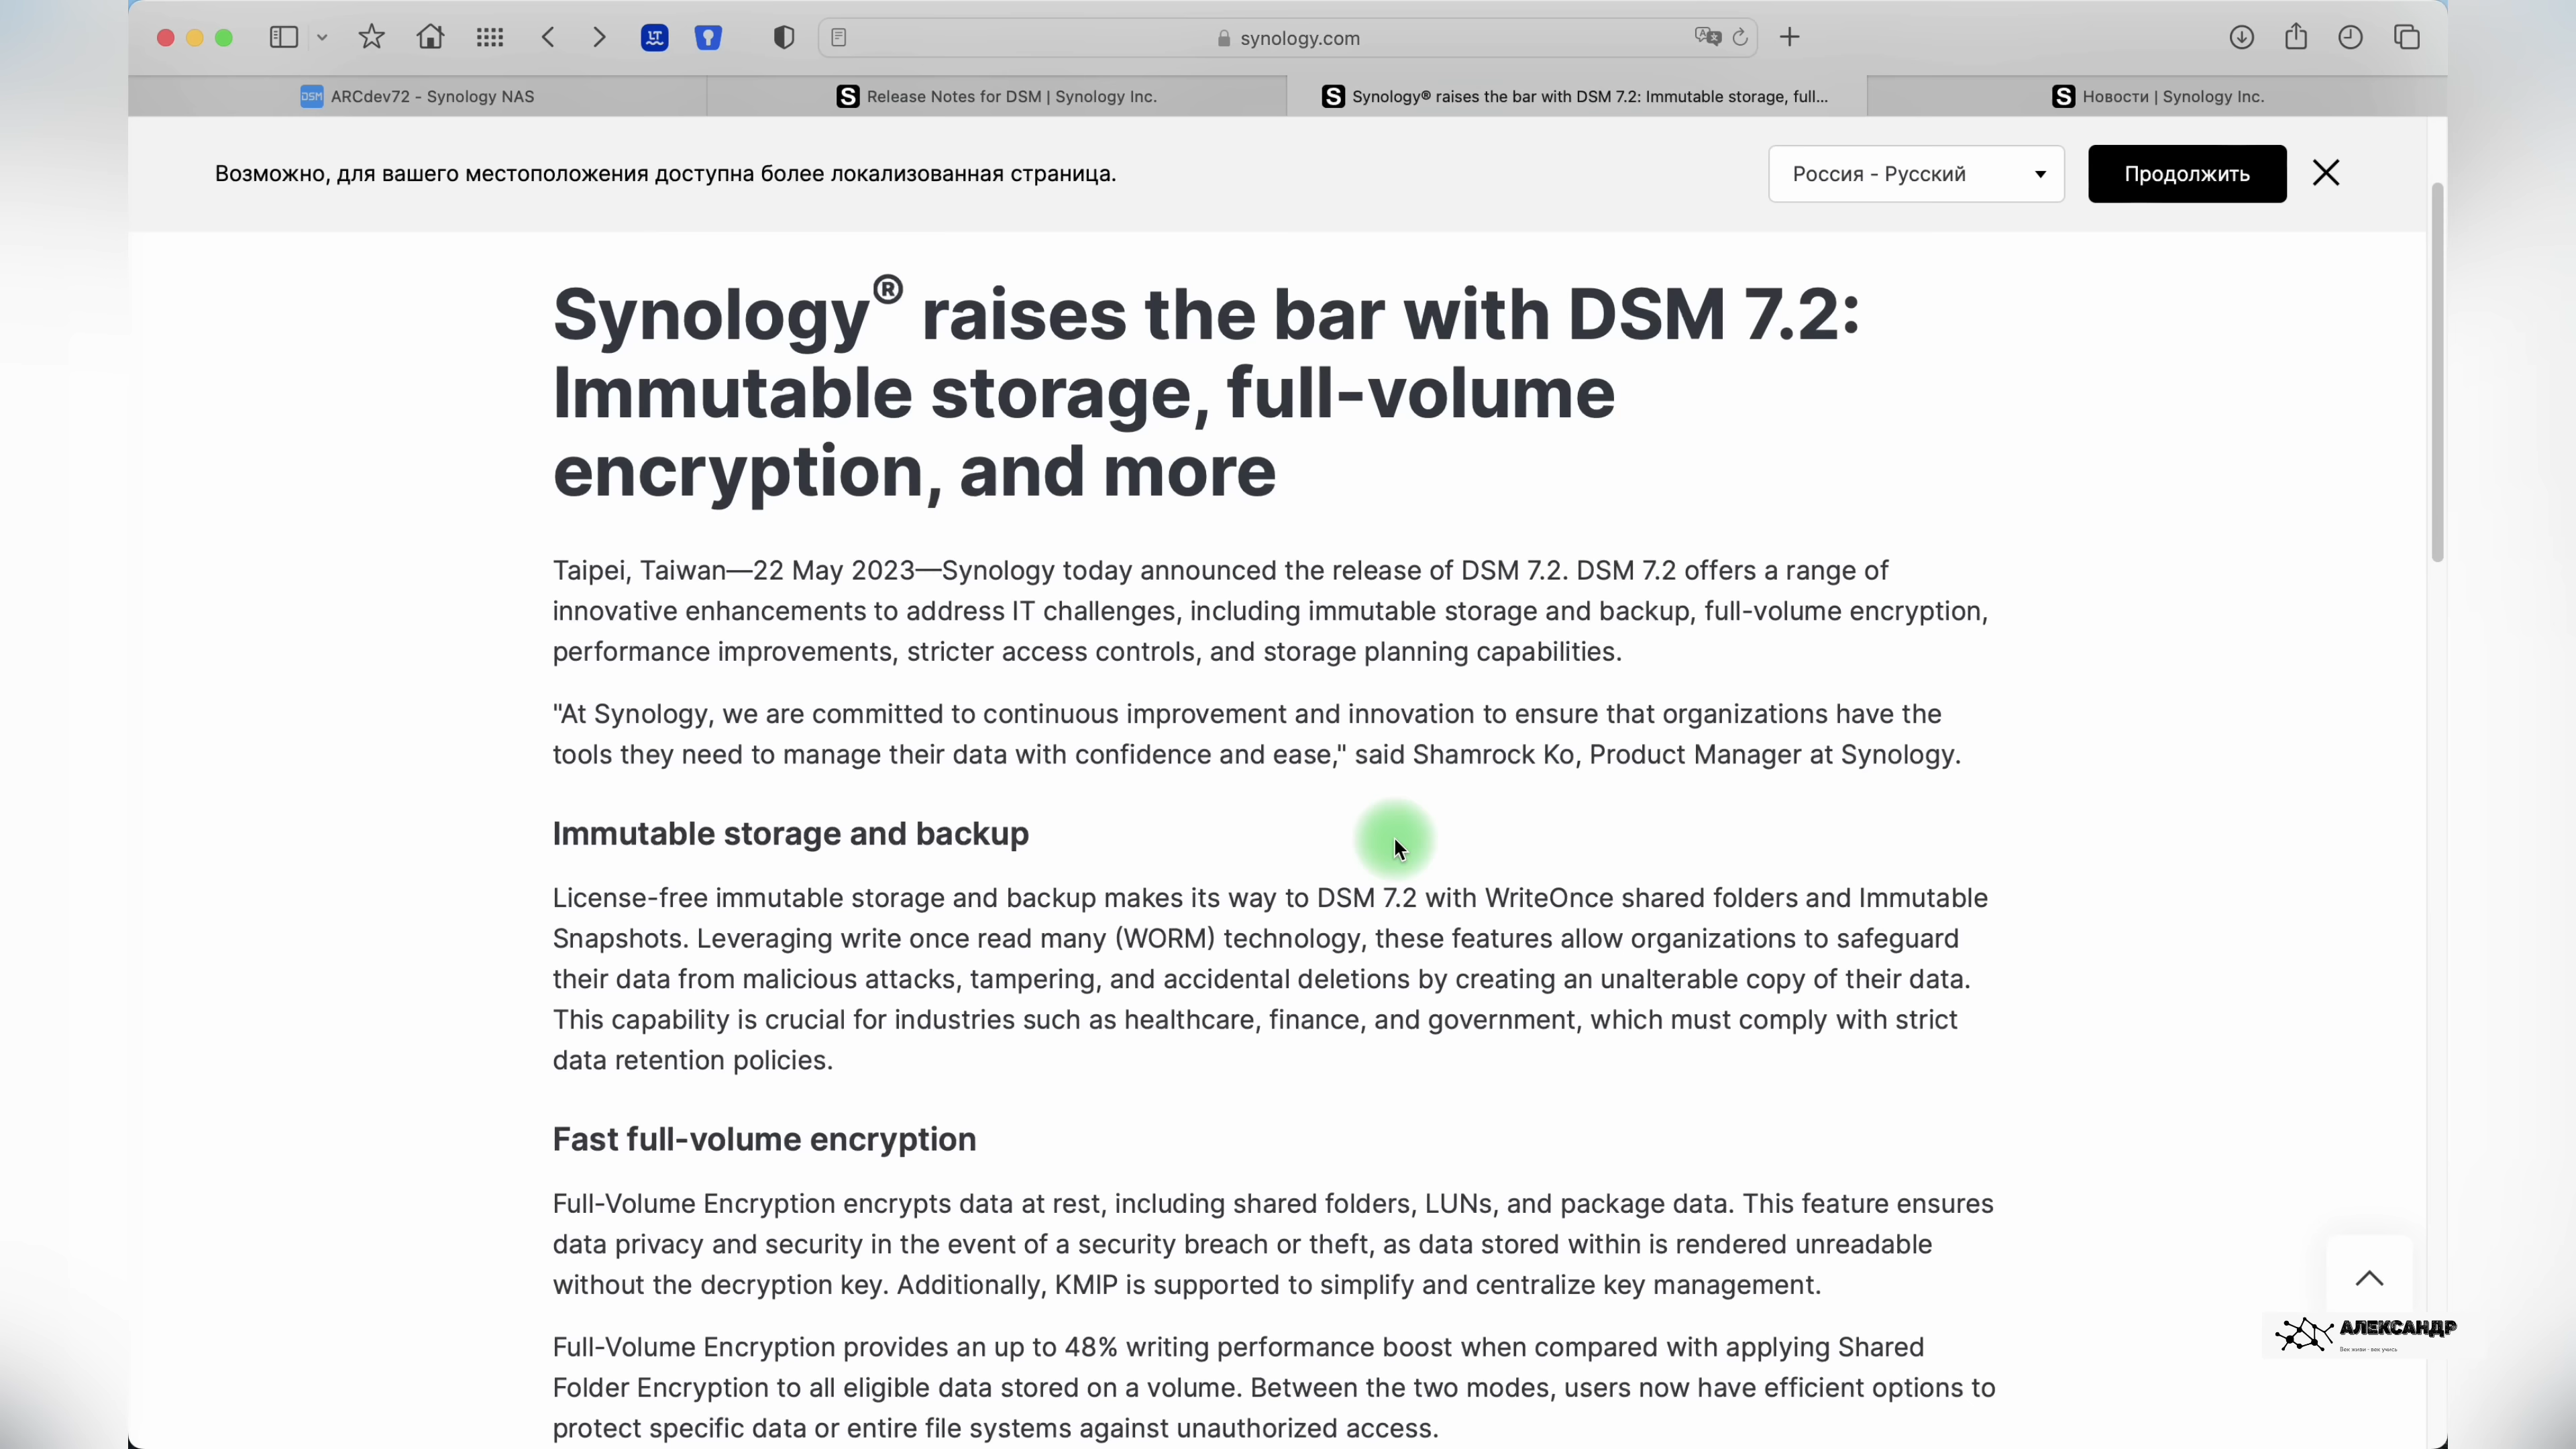 synology.com
DSM ARCdev72 - Synology NAS
S Release Notes for DSM | Synology Inc.
S Synology® raises the bar with DSM 7.2: Immutable storage, full...
S Новости | Synology Inc.
Возможно, для вашего местоположения доступна более локализованная страница.
Россия - Русский
Продолжить
Synology® raises the bar with DSM 7.2:
Immutable storage, full-volume
encryption, and more
Taipei, Taiwan—22 May 2023—Synology today announced the release of DSM 7.2. DSM 7.2 offers a range of
innovative enhancements to address IT challenges, including immutable storage and backup, full-volume encryption,
performance improvements, stricter access controls, and storage planning capabilities.
"At Synology, we are committed to continuous improvement and innovation to ensure that organizations have the
tools they need to manage their data with confidence and ease," said Shamrock Ko, Product Manager at Synology.
Immutable storage and backup
License-free immutable storage and backup makes its way to DSM 7.2 with WriteOnce shared folders and Immutable
Snapshots. Leveraging write once read many (WORM) technology, these features allow organizations to safeguard
their data from malicious attacks, tampering, and accidental deletions by creating an unalterable copy of their data.
This capability is crucial for industries such as healthcare, finance, and government, which must comply with strict
data retention policies.
Fast full-volume encryption
Full-Volume Encryption encrypts data at rest, including shared folders, LUNs, and package data. This feature ensures
data privacy and security in the event of a security breach or theft, as data stored within is rendered unreadable
without the decryption key. Additionally, KMIP is supported to simplify and centralize key management.
Full-Volume Encryption provides an up to 48% writing performance boost when compared with applying Shared
Folder Encryption to all eligible data stored on a volume. Between the two modes, users now have efficient options to
protect specific data or entire file systems against unauthorized access.
АЛЕКСАНДР
Век живи - век учись